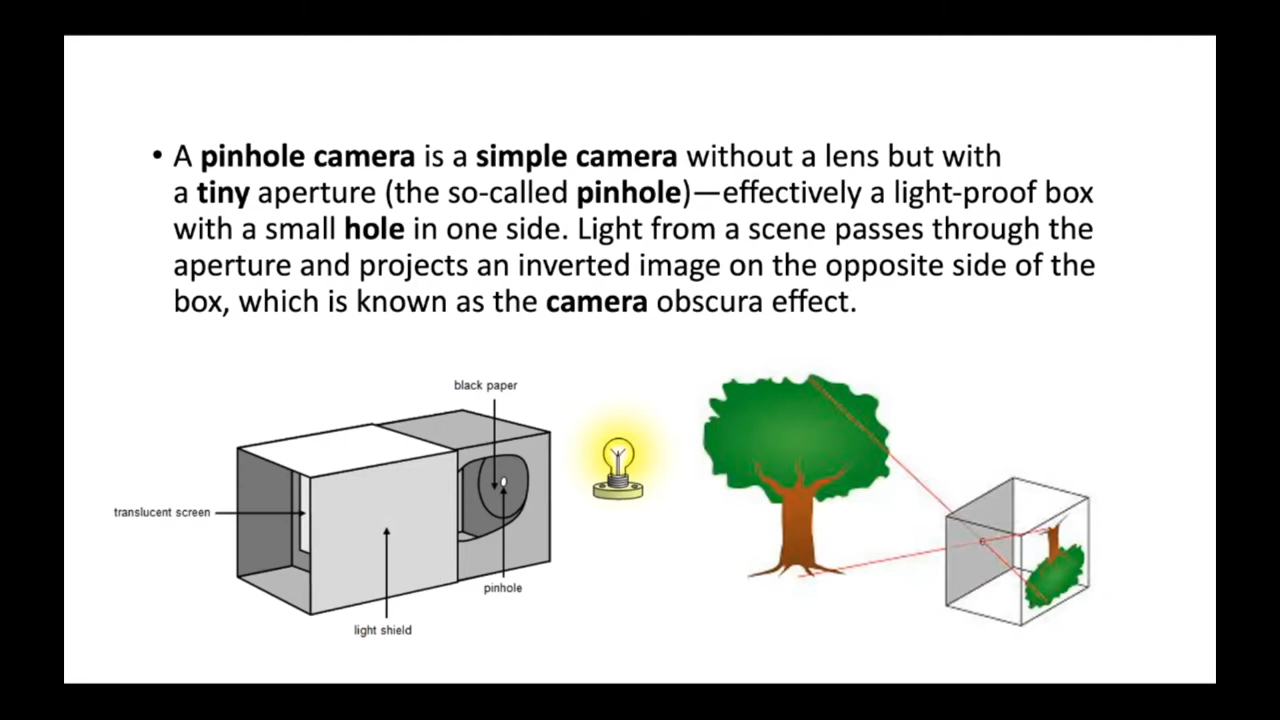 • A pinhole camera is a simple camera without a lens but with
a tiny aperture (the so-called pinhole)—effectively a light-proof box
with a small hole in one side. Light from a scene passes through the
aperture and projects an inverted image on the opposite side of the
box, which is known as the camera obscura effect.
black paper
translucent screen
pinhole
light shield